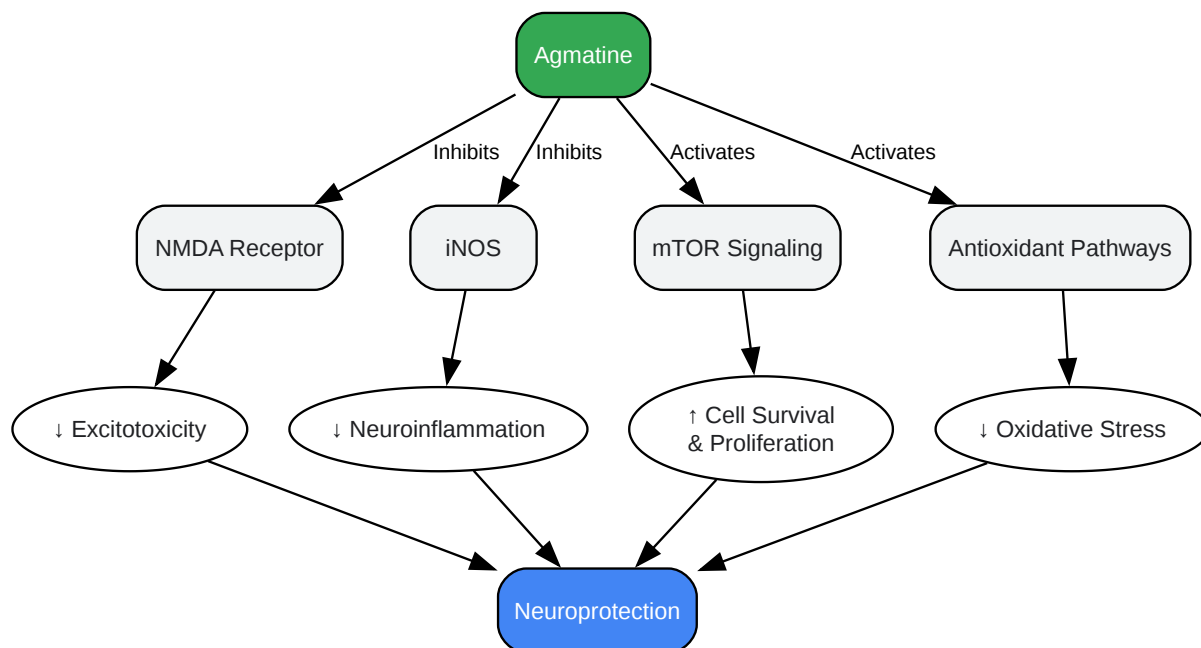 Agmatine
Inhibits
Inhibits
Activates
Activates
NMDA Receptor
iNOS
mTOR Signaling
Antioxidant Pathways
↓ Excitotoxicity
↓ Neuroinflammation
↑ Cell Survival
& Proliferation
↓ Oxidative Stress
Neuroprotection